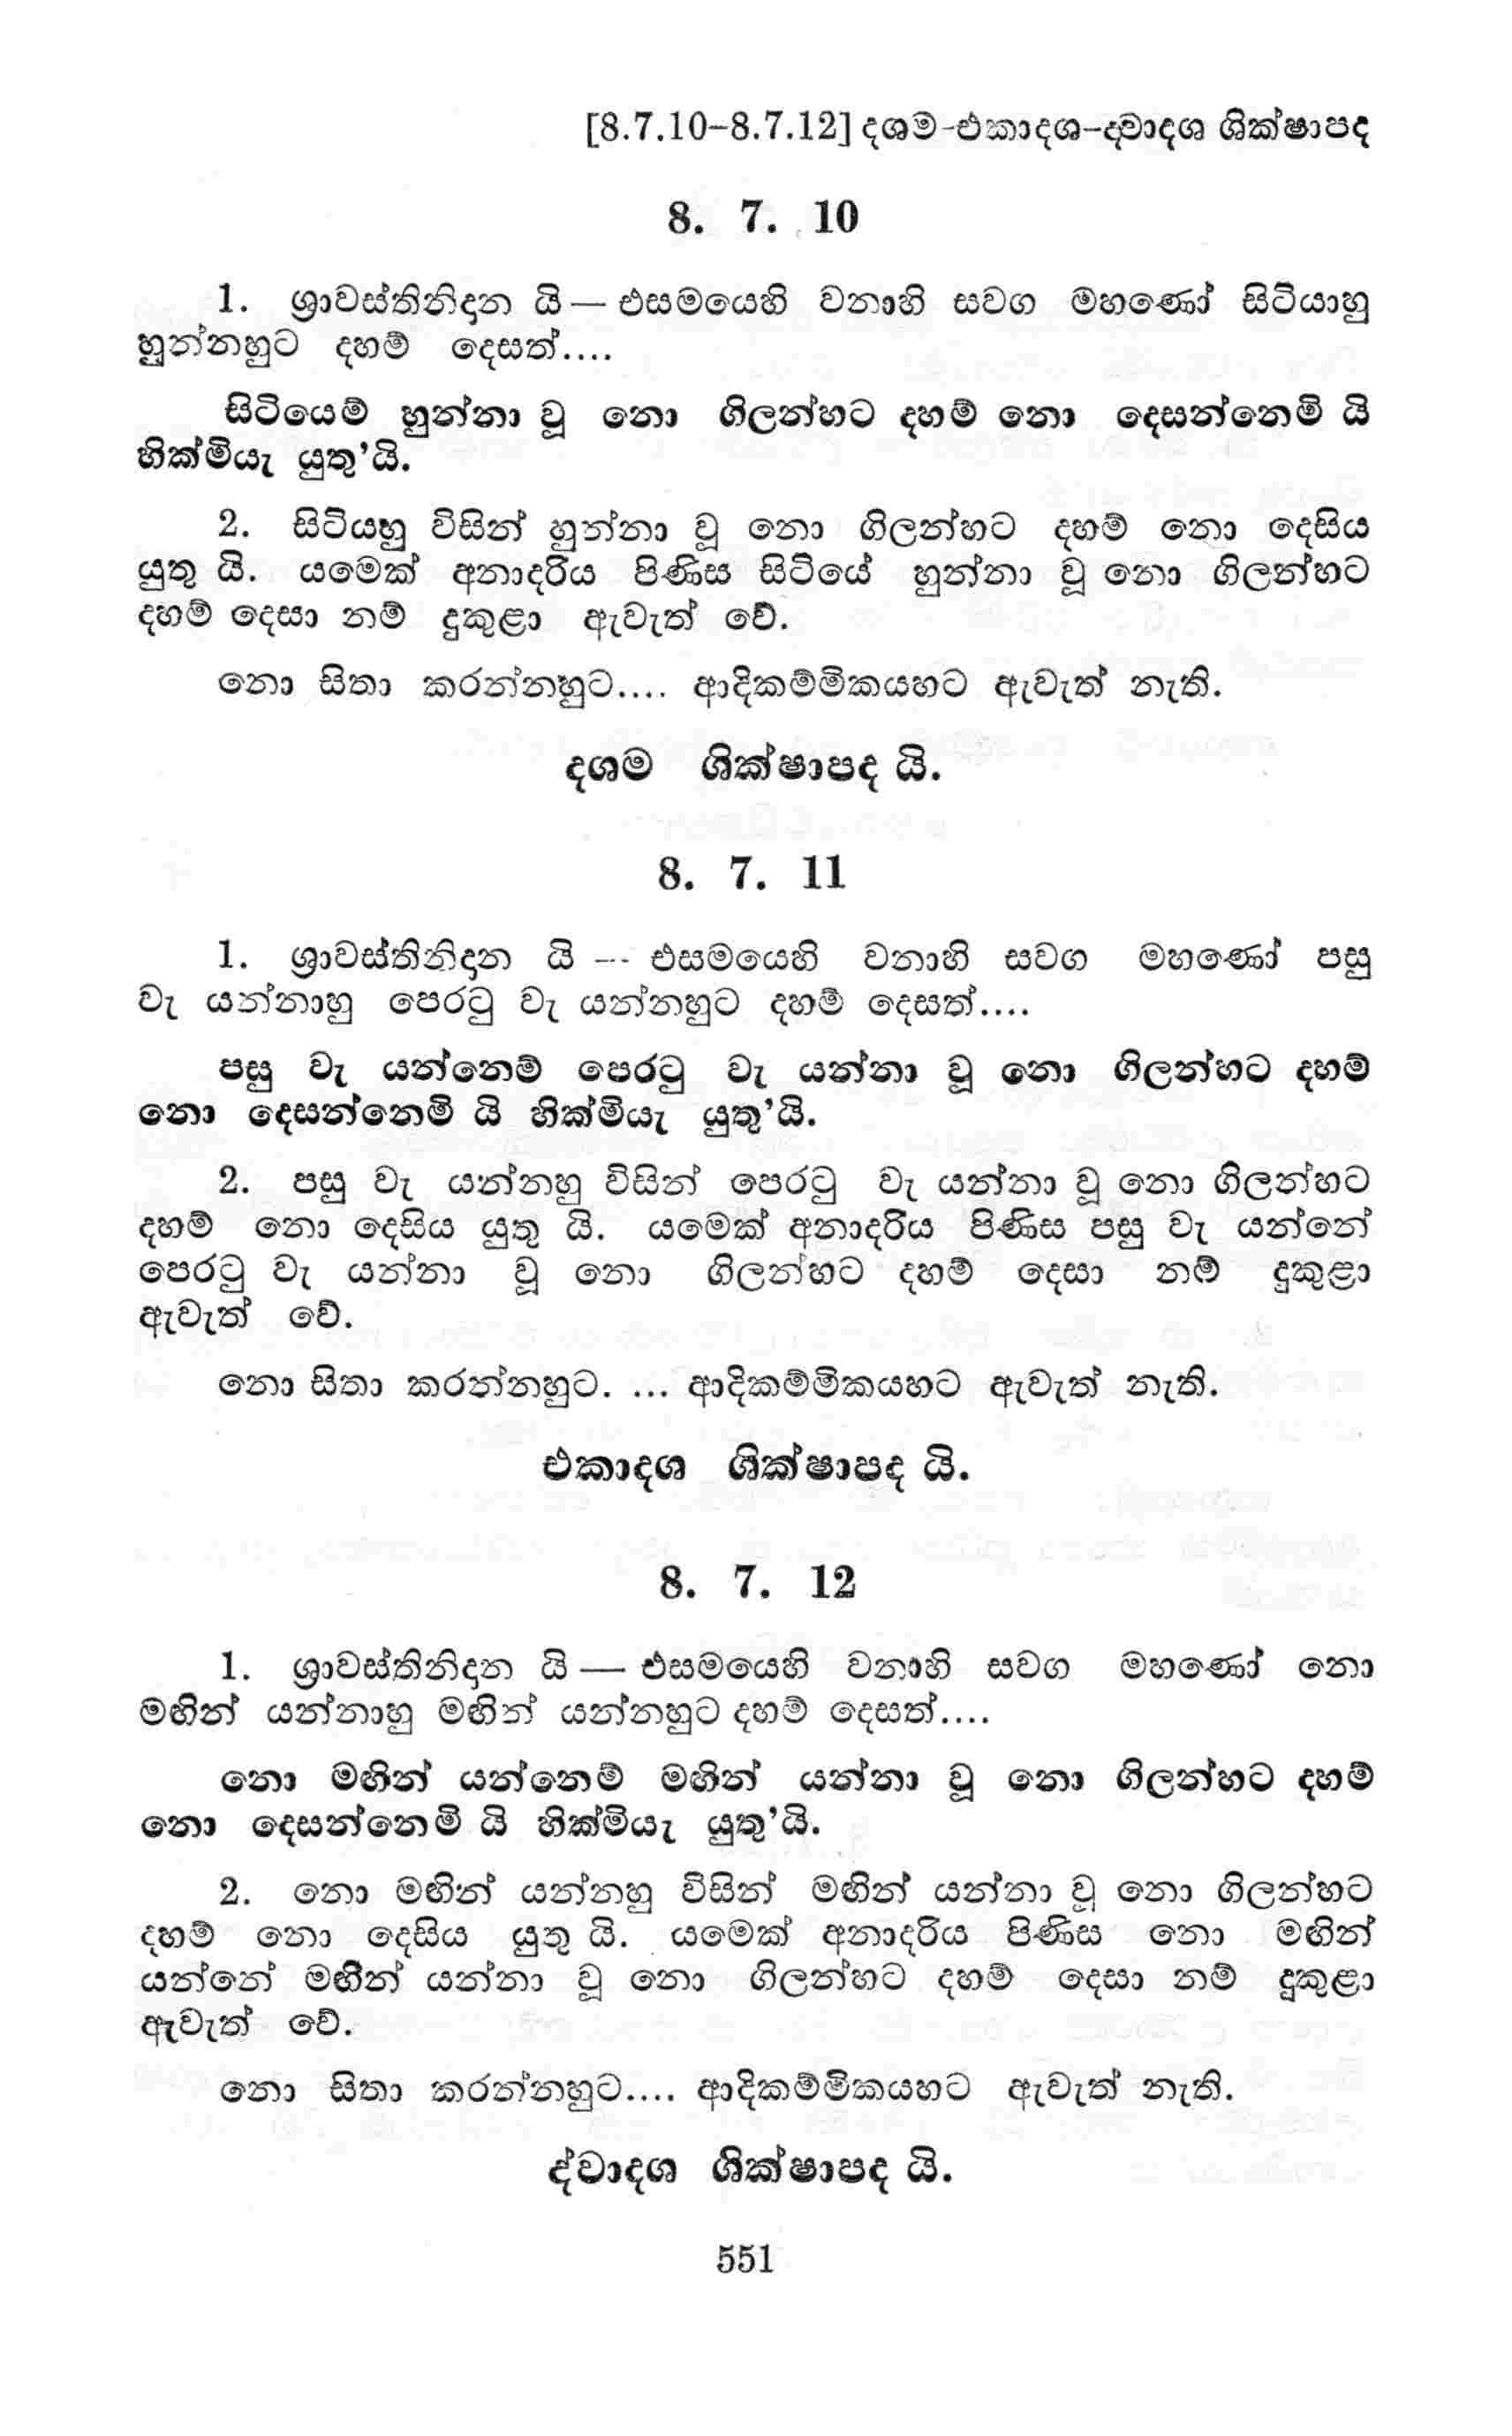 [8.7.10–8.7.12] දශම-එකාදශ-ද්වාදශ ශික්ෂාපද
8. 7. 10
1. ශ්‍රාවස්තිනිදාන යි — එසමයෙහි වනාහි සවග මහණෝ සිටියාහු
හුන්නහුට දහම් දෙසත්....
සිටියෙම් හුන්නා වූ නො ගිලන්හට දහම් නො දෙසන්නෙමි යි
හික්මියැ යුතු’යි.
2. සිටියහු විසින් හුන්නා වූ නො ගිලන්හට දහම් නො දෙසිය
යුතු යි. යමෙක් අනාදරිය පිණිස සිටියේ හුන්නා වූ නො ගිලන්හට
දහම් දෙසා නම් දුකුළා ඇවැත් වේ.
නො සිතා කරන්නහුට.... ආදිකම්මිකයහට ඇවැත් නැති.
දශම ශික්ෂාපද යි.
8. 7. 11
1. ශ්‍රාවස්තිනිදාන යි — එසමයෙහි වනාහි සවග මහණෝ පසු
වැ යන්නාහු පෙරටු වැ යන්නහුට දහම් දෙසත්....
පසු වැ යන්නෙම් පෙරටු වැ යන්නා වූ නො ගිලන්හට දහම්
නො දෙසන්නෙමි යි හික්මියැ යුතු’යි.
2. පසු වැ යන්නහු විසින් පෙරටු වැ යන්නා වූ නො ගිලන්හට
දහම් නො දෙසිය යුතු යි. යමෙක් අනාදරිය පිණිස පසු වැ යන්නේ
පෙරටු වැ යන්නා වූ නො ගිලන්හට දහම් දෙසා නම් දුකුළා
ඇවැත් වේ.
නො සිතා කරන්නහුට. ... ආදිකම්මිකයහට ඇවැත් නැති.
එකාදශ ශික්ෂාපද යි.
8. 7. 12
1. ශ්‍රාවස්තිනිදාන යි — එසමයෙහි වනාහි සවග මහණෝ නො
මඟින් යන්නාහු මඟින් යන්නහුට දහම් දෙසත්....
නො මඟින් යන්නෙම් මඟින් යන්නා වූ නො ගිලන්හට දහම්
නො දෙසන්නෙමි යි හික්මියැ යුතු’යි.
2. නො මඟින් යන්නහු විසින් මඟින් යන්නා වූ නො ගිලන්හට
දහම් නො දෙසිය යුතු යි. යමෙක් අනාදරිය පිණිස නො මඟින්
යන්නේ මඟින් යන්නා වූ නො ගිලන්හට දහම් දෙසා නම් දුකුළා
ඇවැත් වේ.
නො සිතා කරන්නහුට.... ආදිකම්මිකයහට ඇවැත් නැති.
ද්වාදශ ශික්ෂාපද යි.
551